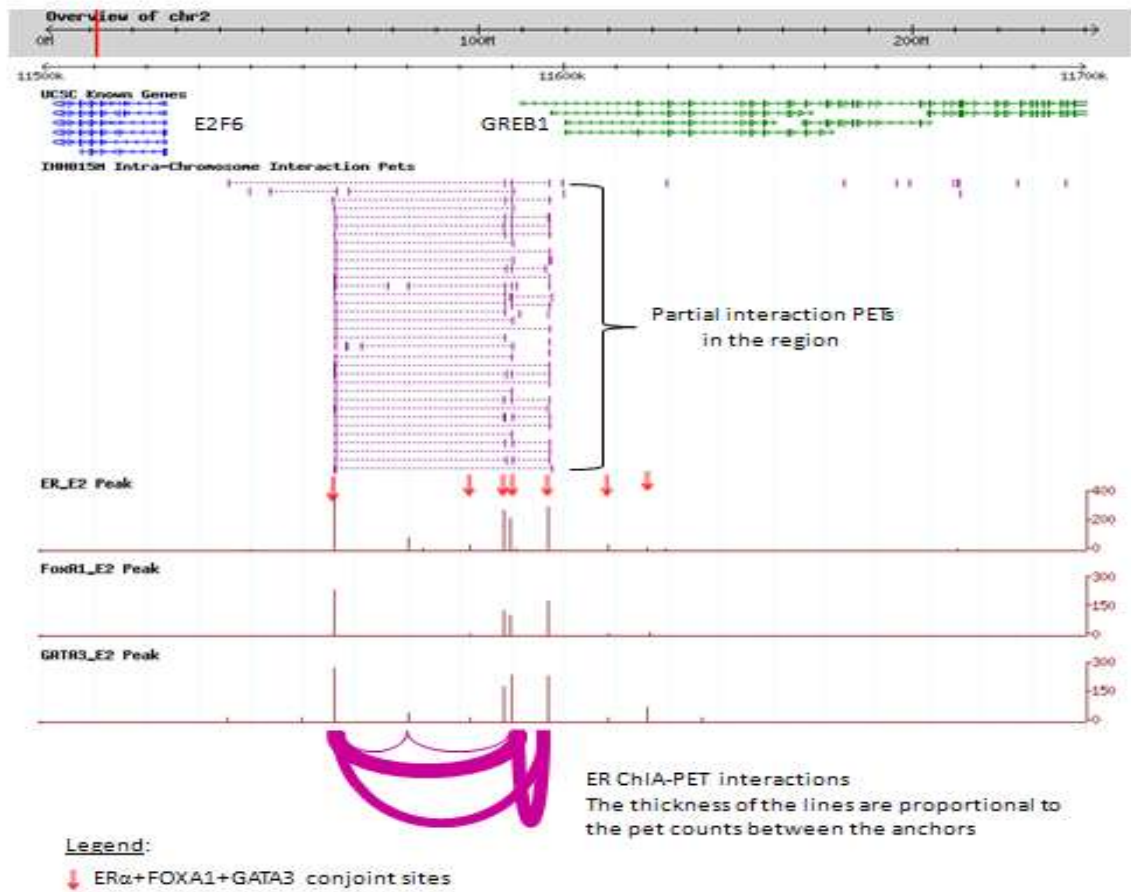 Overview of chr2
0M 100M 200M
11500k 11600k 11700k
UCSC Known Genes
E2F6 GREB1
IHH015M Intra-Chromosome Interaction Pets
Partial interaction PETs
in the region
ER_E2 Peak
400
200
0
FoxA1_E2 Peak
300
150
0
GATA3_E2 Peak
300
150
0
ER ChIA-PET interactions
The thickness of the lines are proportional to
the pet counts between the anchors
Legend:
ERα+FOXA1+GATA3 conjoint sites